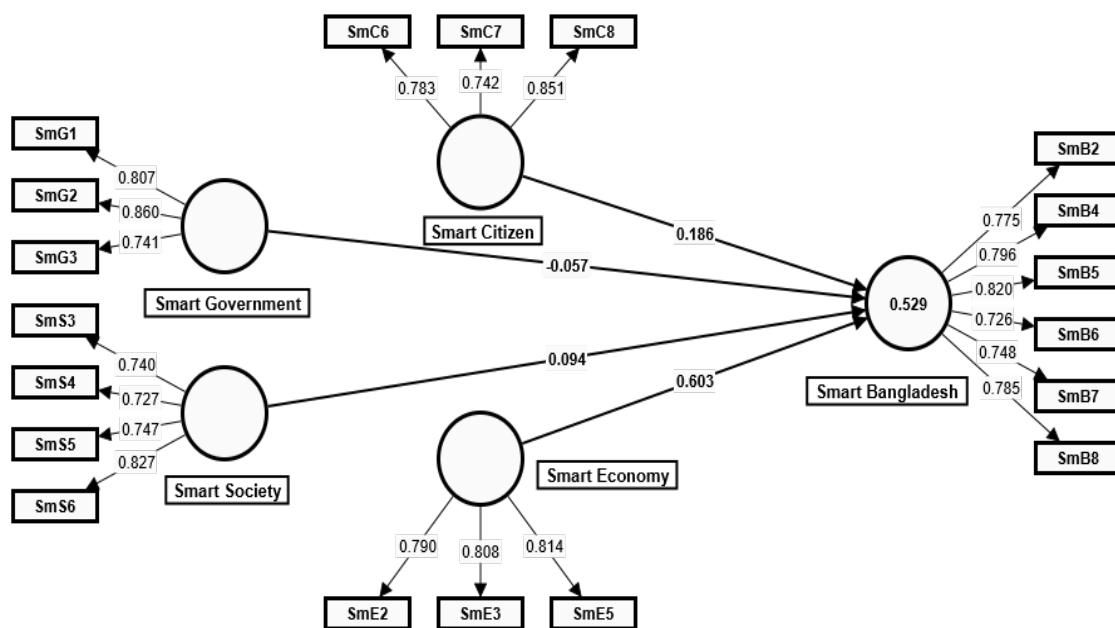 SmC6
SmC7
SmC8
0.783
0.742
0.851
SmG1
SmG2
SmG3
0.807
0.860
0.741
Smart Government
Smart Citizen
0.186
-0.057
SmS3
SmS4
SmS5
SmS6
0.740
0.727
0.747
0.827
Smart Society
0.094
0.603
Smart Economy
0.790
0.808
0.814
SmE2
SmE3
SmE5
0.529
Smart Bangladesh
0.775
0.796
0.820
0.726
0.748
0.785
SmB2
SmB4
SmB5
SmB6
SmB7
SmB8